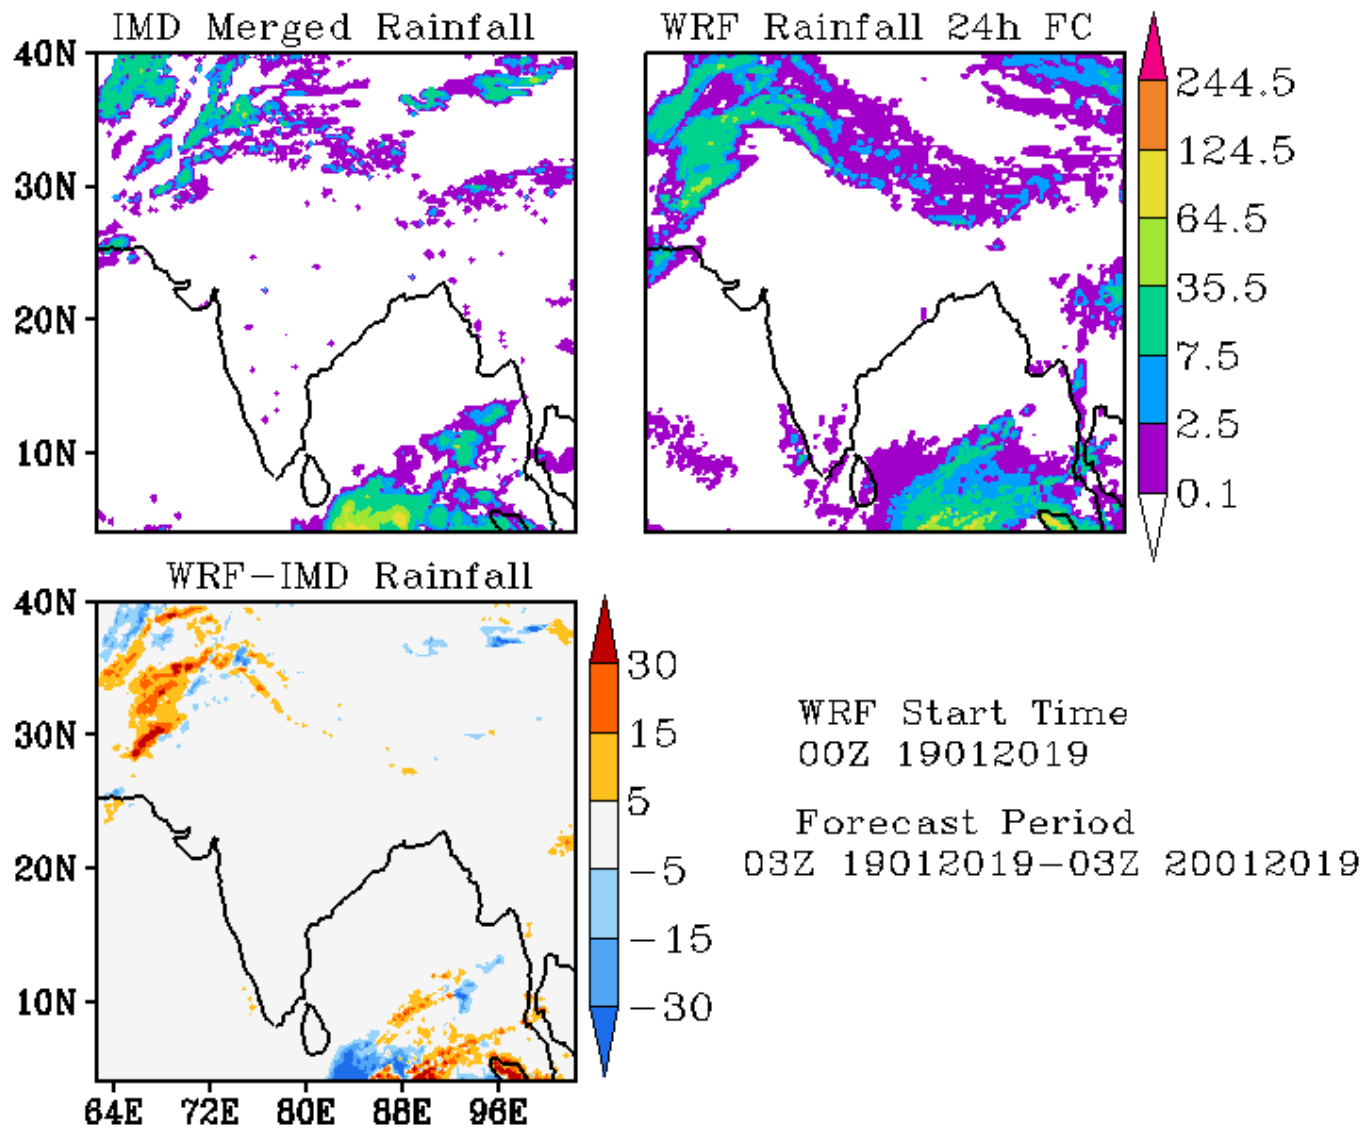 IMD Merged Rainfall
WRF Rainfall 24h FC
40N
30N
20N
10N
244.5
124.5
64.5
35.5
7.5
2.5
0.1
WRF-IMD Rainfall
40N
30N
20N
10N
64E 72E 80E 88E 96E
30
15
5
-5
-15
-30
WRF Start Time
00Z 19012019
Forecast Period
03Z 19012019-03Z 20012019